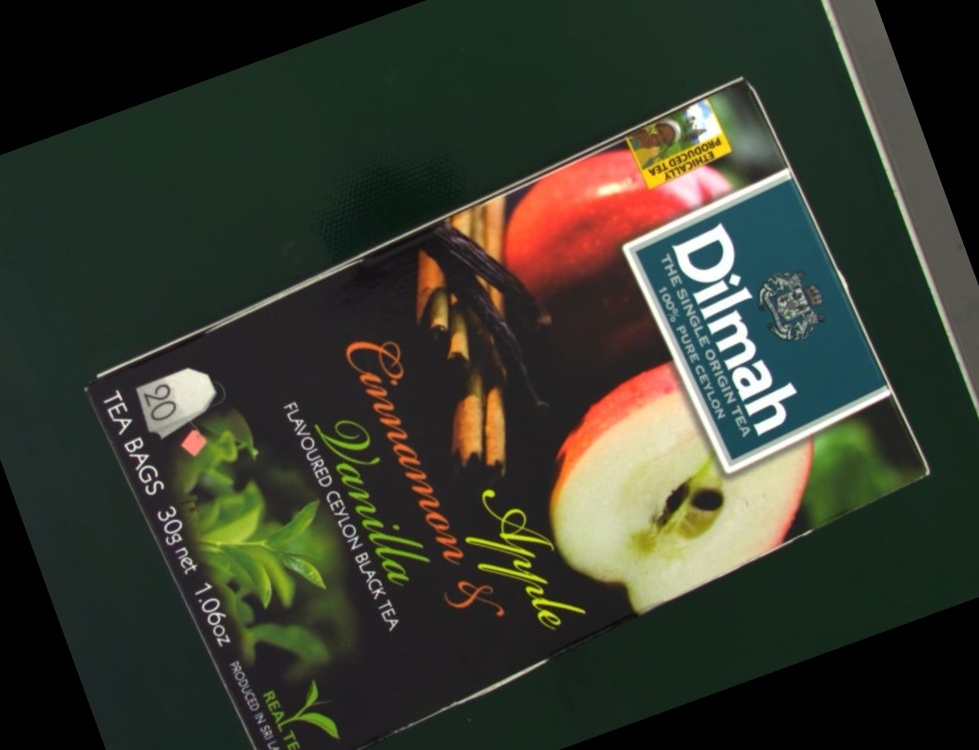 ETHICALLY
PRODUCED TEA
Dilmah
THE SINGLE ORIGIN TEA
100% PURE CEYLON
Apple
Cinnamon &
Vanilla
FLAVOURED CEYLON BLACK TEA
20
TEA BAGS 30g net 1.06oz
REAL
PRODUCED IN SRI